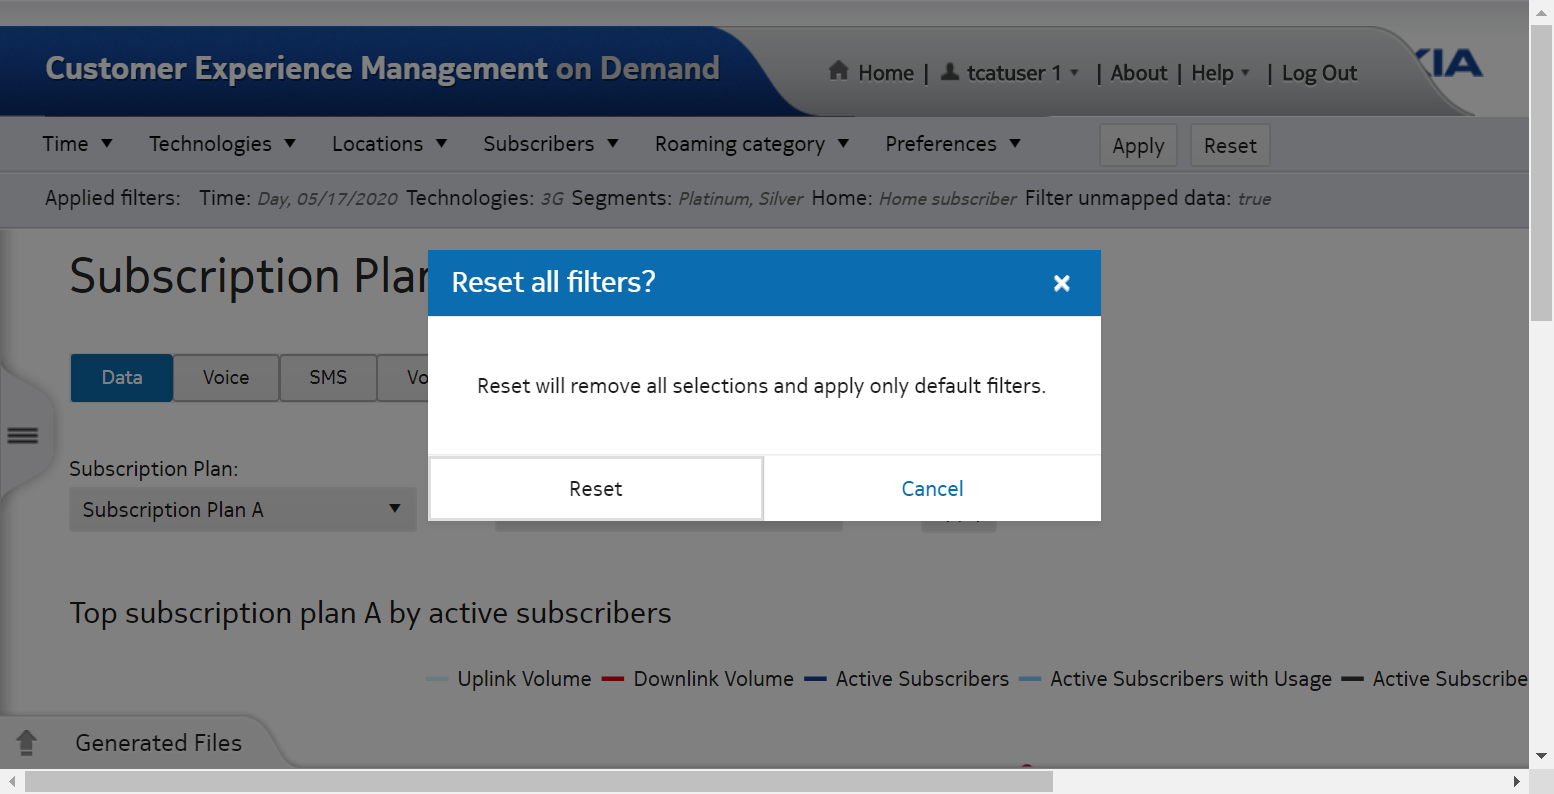 Customer Experience Management on Demand
Home | tcatuser 1 | About | Help | Log Out
Time Technologies Locations Subscribers Roaming category Preferences Apply Reset
Applied filters: Time: Day, 05/17/2020 Technologies: 3G Segments: Platinum, Silver Home: Home subscriber Filter unmapped data: true
Subscription Plan
Reset all filters?
Data Voice SMS
Reset will remove all selections and apply only default filters.
Subscription Plan:
Reset Cancel
Subscription Plan A
Top subscription plan A by active subscribers
Uplink Volume Downlink Volume Active Subscribers Active Subscribers with Usage Active Subscribe
Generated Files